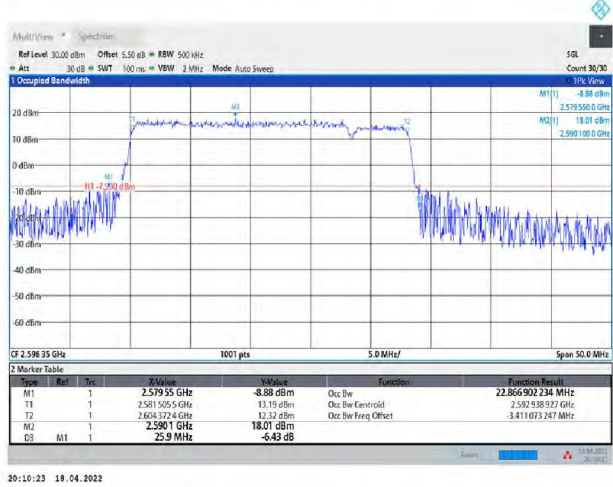 MultiView Spectrum
Ref Level 30.00 dBm Offset 5.50 dB RBW 500 kHz SGL
Att 30 dB SWT 100 ms VBW 2 MHz Mode Auto Sweep Count 30/30
1 Occupied Bandwidth 1Pk View
M1[1] -8.88 dBm
2.579 550 0 GHz
M2[1] 18.01 dBm
2.590 100 0 GHz
20 dBm
M2
T1
T2
10 dBm
0 dBm
M1
H1 -7.990 dBm
-10 dBm
-20 dBm
-30 dBm
-40 dBm
-50 dBm
-60 dBm
CF 2.596 35 GHz 1001 pts 5.0 MHz/ Span 50.0 MHz
2 Marker Table
Type Ref Trc X-Value Y-Value Function Function Result
M1 1 2.579 55 GHz -8.88 dBm Occ Bw 22.866 902 234 MHz
T1 1 2.581 505 5 GHz 13.19 dBm Occ Bw Centroid 2.592 938 927 GHz
T2 1 2.604 372 4 GHz 12.32 dBm Occ Bw Freq Offset -3.411 073 247 MHz
M2 1 2.590 1 GHz 18.01 dBm
D3 M1 1 25.9 MHz -6.43 dB
Ready
20:10:23 18.04.2022